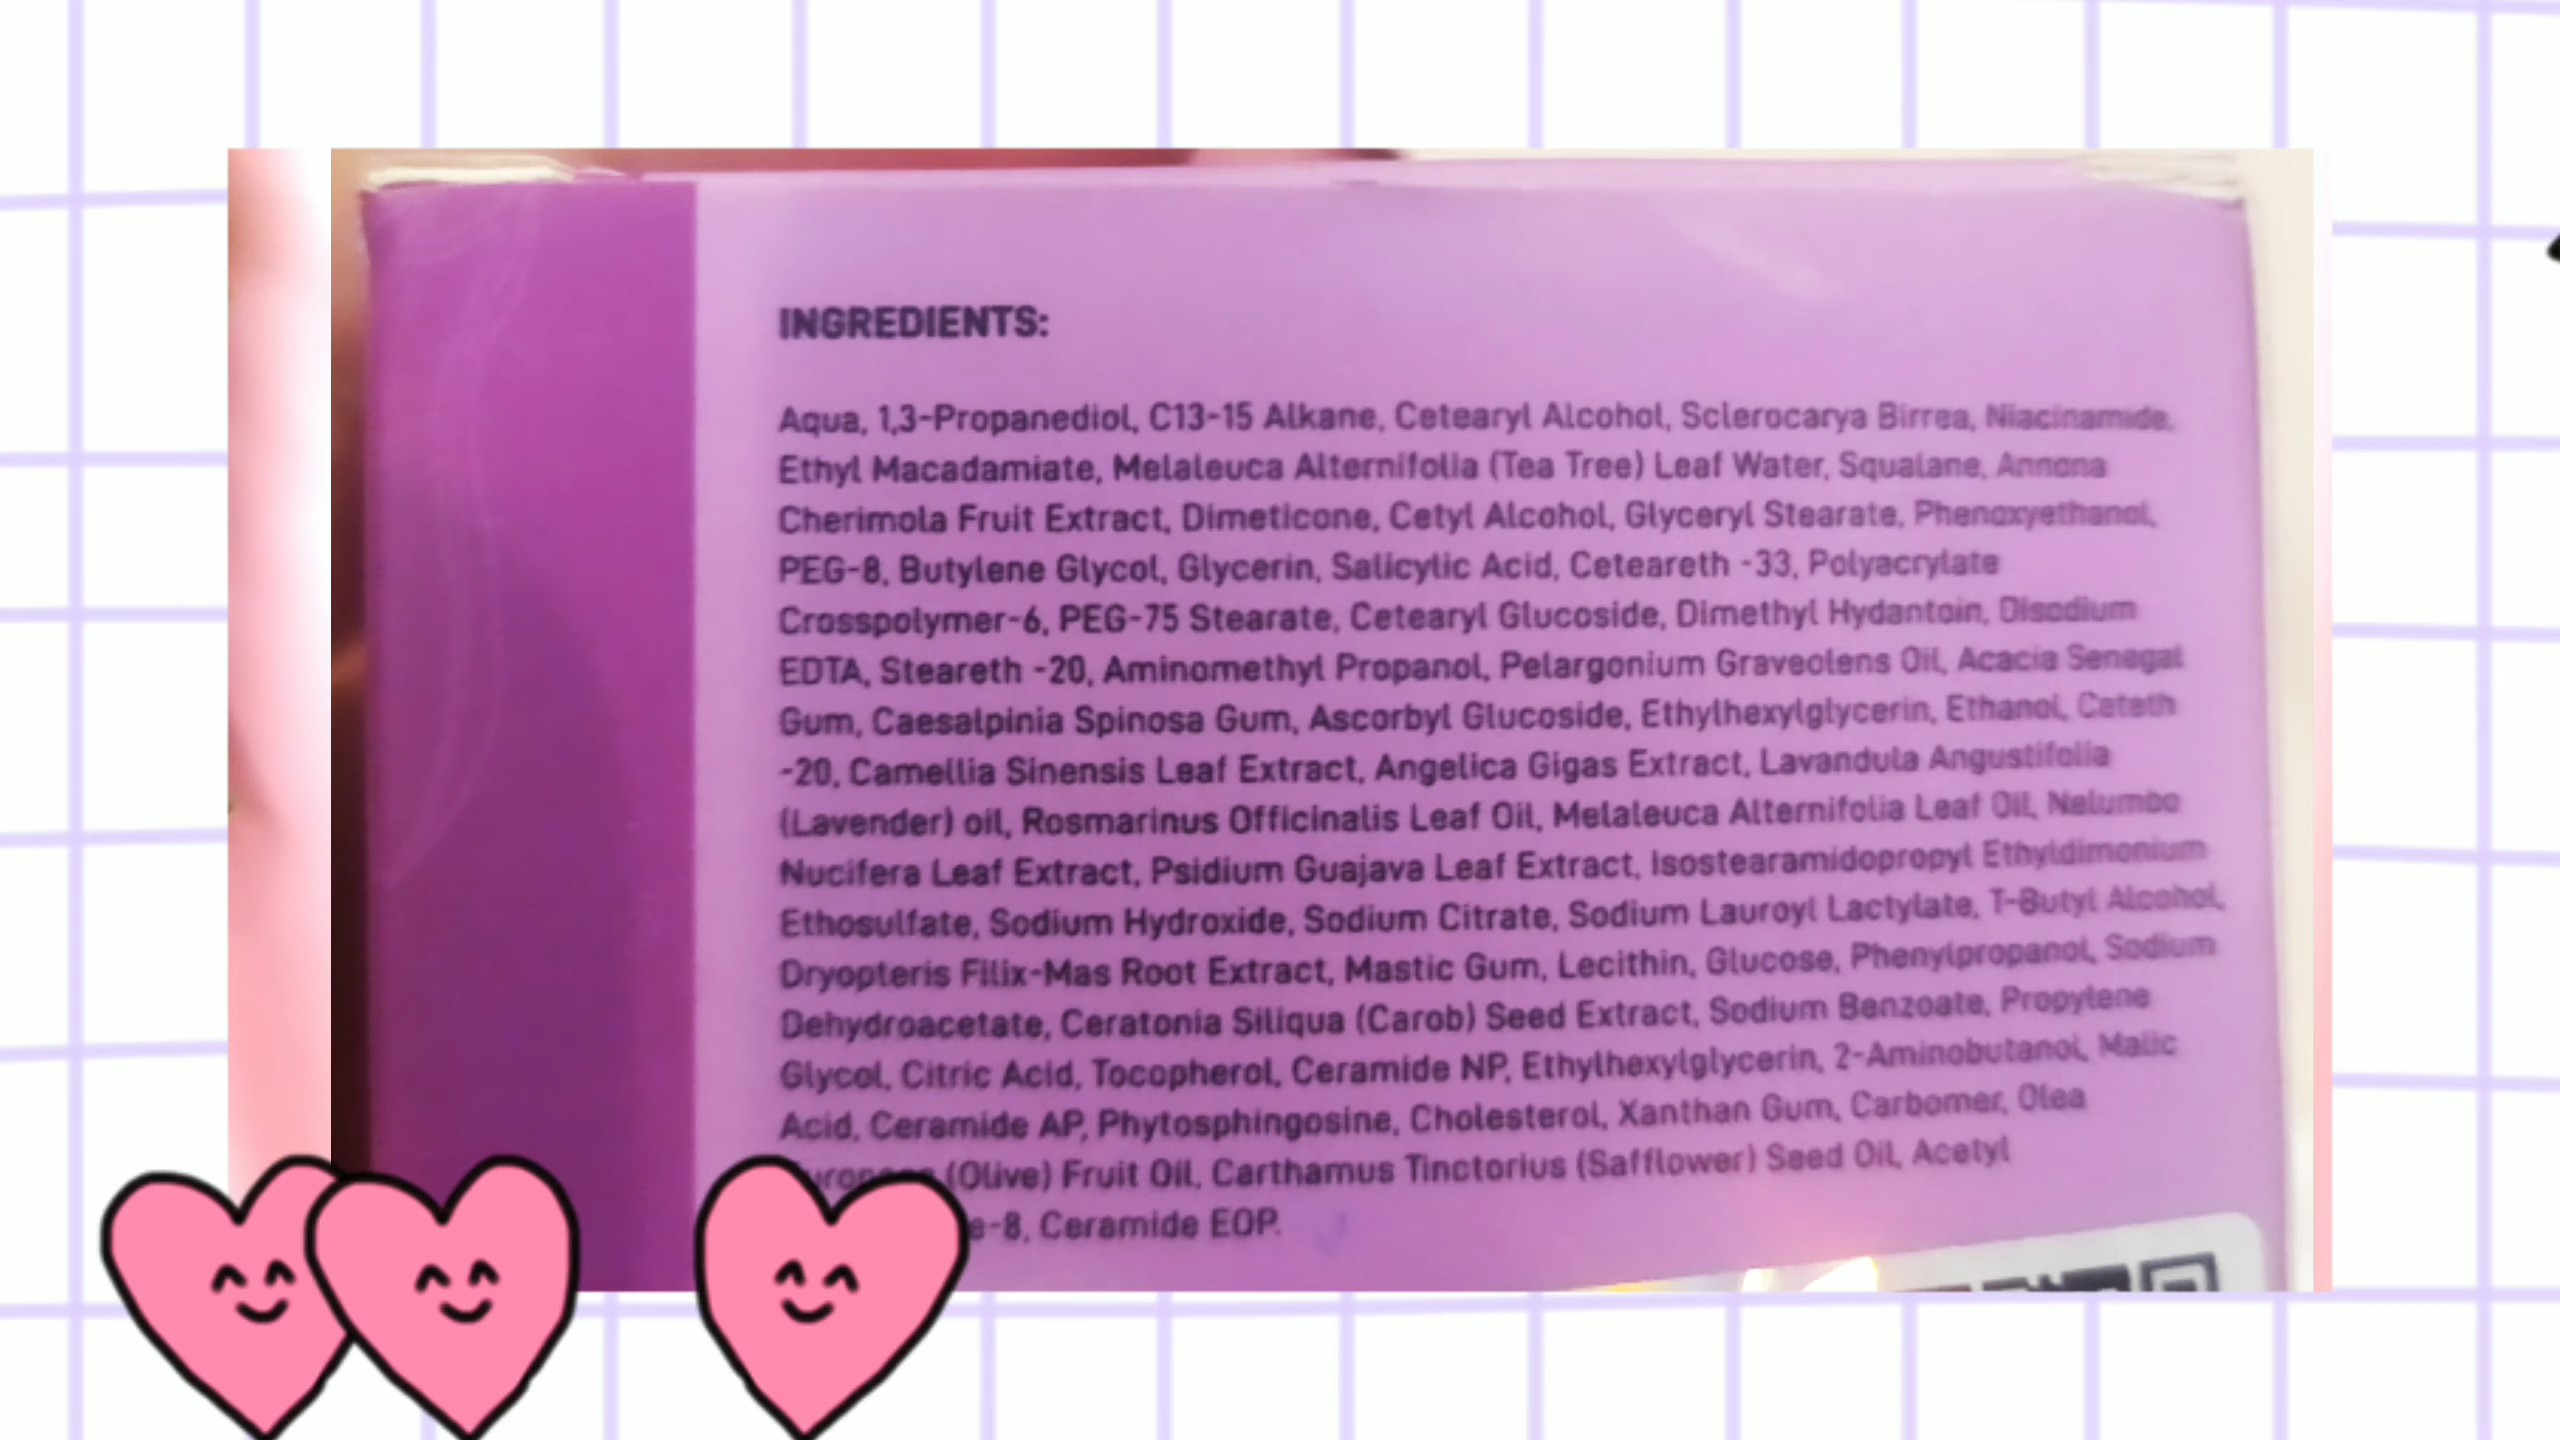 INGREDIENTS:
Aqua, 1,3-Propanediol, C13-15 Alkane, Cetearyl Alcohol, Sclerocarya Birrea, Niacinamide,
Ethyl Macadamiate, Melaleuca Alternifolia (Tea Tree) Leaf Water, Squalane, Annona
Cherimola Fruit Extract, Dimeticone, Cetyl Alcohol, Glyceryl Stearate, Phenoxyethanol,
PEG-8, Butylene Glycol, Glycerin, Salicylic Acid, Ceteareth -33, Polyacrylate
Crosspolymer-6, PEG-75 Stearate, Cetearyl Glucoside, Dimethyl Hydantoin, Disodium
EDTA, Steareth -20, Aminomethyl Propanol, Pelargonium Graveolens Oil, Acacia Senegal
Gum, Caesalpinia Spinosa Gum, Ascorbyl Glucoside, Ethylhexylglycerin, Ethanol, Ceteth
-20, Camellia Sinensis Leaf Extract, Angelica Gigas Extract, Lavandula Angustifolia
(Lavender) oil, Rosmarinus Officinalis Leaf Oil, Melaleuca Alternifolia Leaf Oil, Nelumbo
Nucifera Leaf Extract, Psidium Guajava Leaf Extract, Isostearamidopropyl Ethyldimonium
Ethosulfate, Sodium Hydroxide, Sodium Citrate, Sodium Lauroyl Lactylate, T-Butyl Alcohol,
Dryopteris Filix-Mas Root Extract, Mastic Gum, Lecithin, Glucose, Phenylpropanol, Sodium
Dehydroacetate, Ceratonia Siliqua (Carob) Seed Extract, Sodium Benzoate, Propylene
Glycol, Citric Acid, Tocopherol, Ceramide NP, Ethylhexylglycerin, 2-Aminobutanol, Malic
Acid, Ceramide AP, Phytosphingosine, Cholesterol, Xanthan Gum, Carbomer, Olea
(Olive) Fruit Oil, Carthamus Tinctorius (Safflower) Seed Oil, Acetyl
e-8, Ceramide EOP.